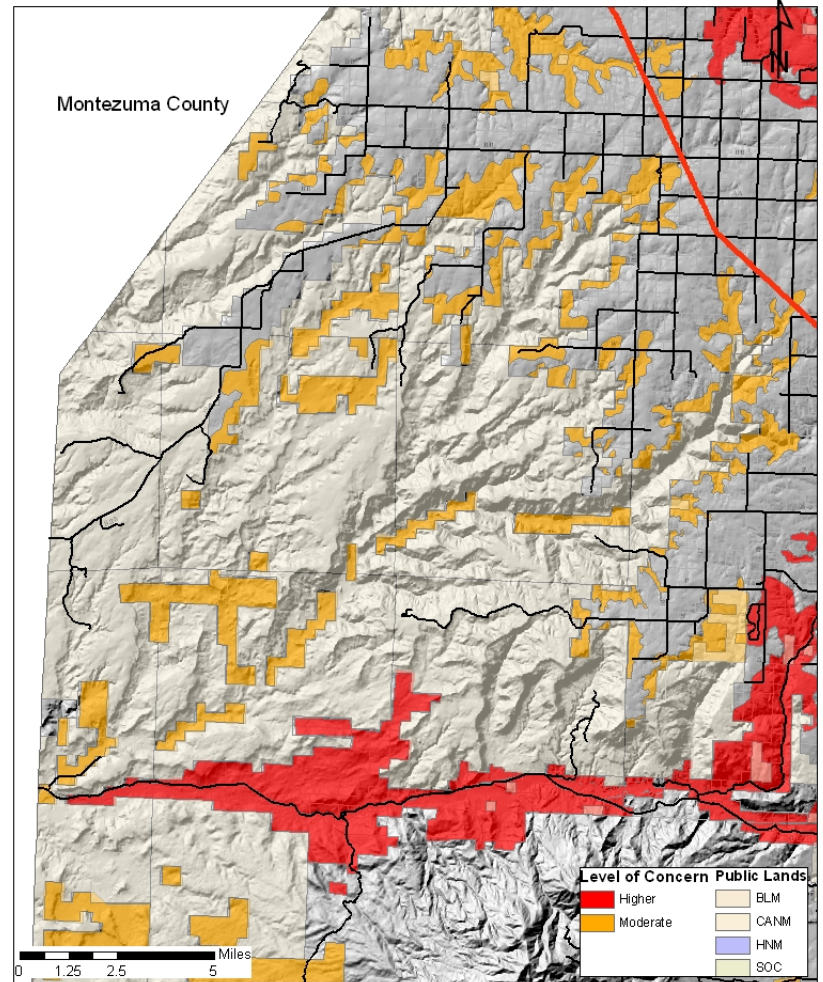 N
Montezuma County
Level of Concern
Higher
Moderate
Public Lands
BLM
CANM
HNM
SOC
Miles
0 1.25 2.5 5